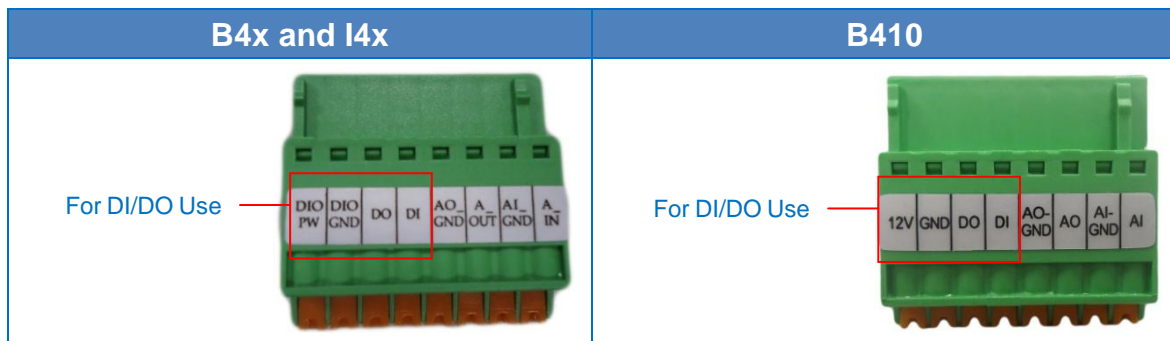 B4x and I4x
B410
For DI/DO Use
DIO PW DIO GND DO DI AO_ GND A_ OUT AI_ GND A_ IN
For DI/DO Use
12V GND DO DI AO- GND AO AI- GND AI